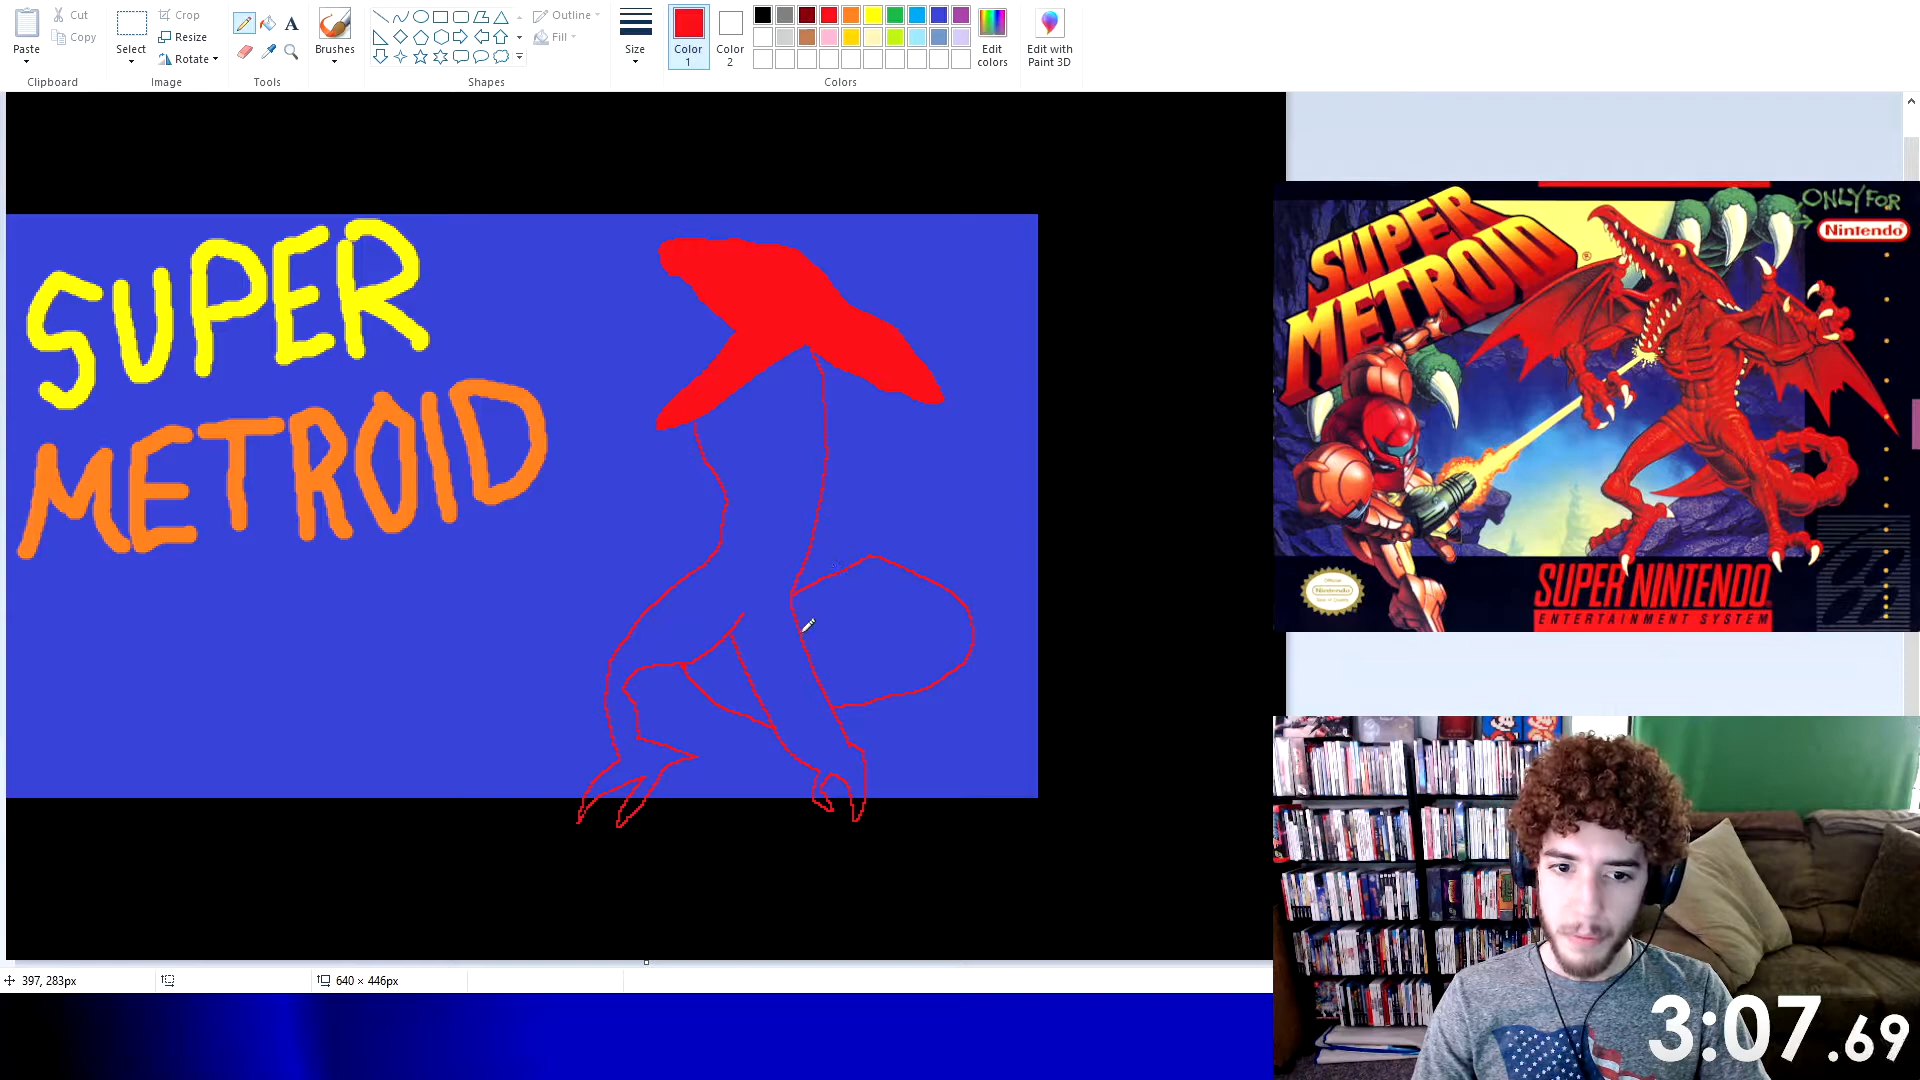 Cut
Crop
Outline
Paste
Copy
Select
Resize
Brushes
Fill
Size
Color 1
Color 2
Edit colors
Edit with Paint 3D
Rotate
Clipboard
Image
Tools
Shapes
Colors
A
SUPER
METROID
ONLY FOR
Nintendo
SUPER
METROID
®
Nintendo
SUPER NINTENDO
ENTERTAINMENT SYSTEM
397, 283px
640 × 446px
3:07.69